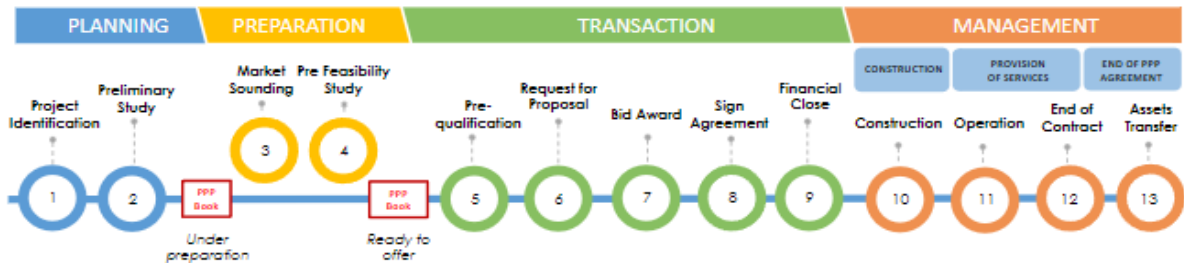 PLANNING
PREPARATION
TRANSACTION
MANAGEMENT
CONSTRUCTION
PROVISION
OF SERVICES
END OF PPP
AGREEMENT
Project
Identification
Preliminary
Study
Market
Sounding
Pre Feasibility
Study
Pre-
qualification
Request for
Proposal
Bid Award
Sign
Agreement
Financial
Close
Construction
Operation
End of
Contract
Assets
Transfer
1
2
PPP
Book
3
4
PPP
Book
5
6
7
8
9
10
11
12
13
Under
preparation
Ready to
offer